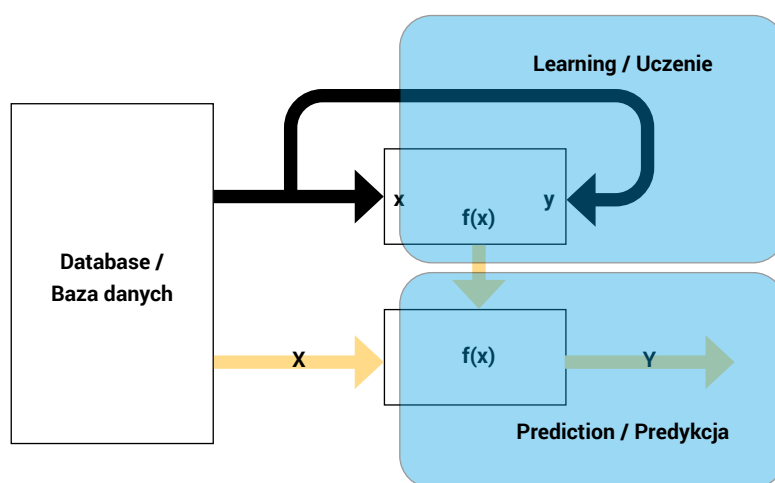 Learning / Uczenie
x
y
f(x)
Database /
Baza danych
X
f(x)
Y
Prediction / Predykcja